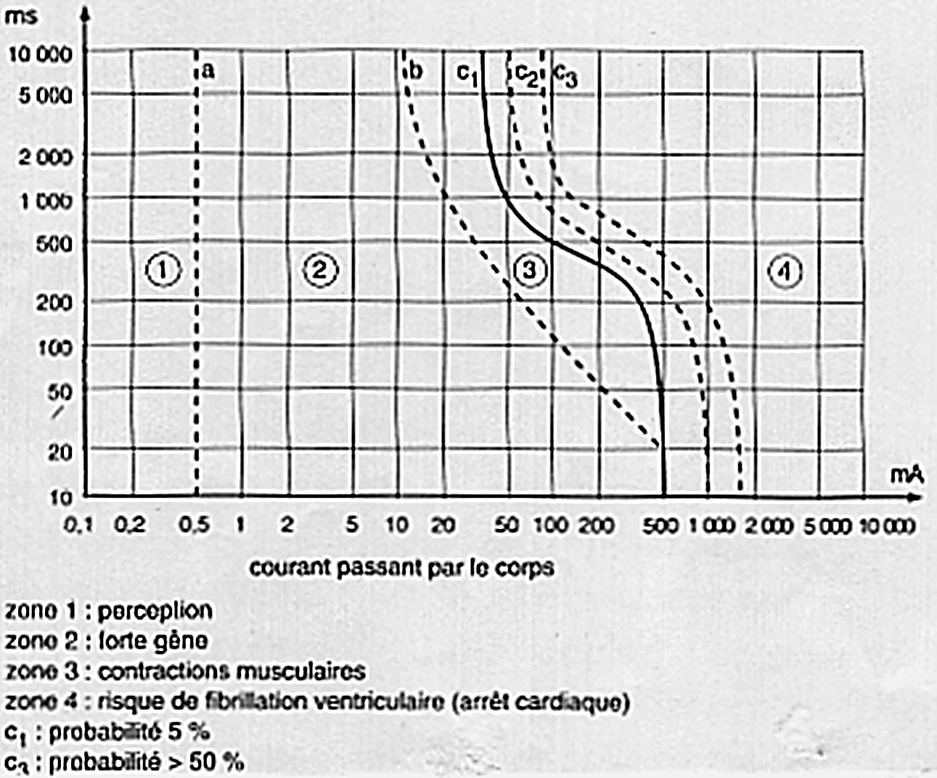 ms
10 000 a b c₁ c₂ c₃
5 000
2 000
1 000
500
① ② ③ ④
200
100
50
20
mA
10
0,1 0,2 0,5 1 2 5 10 20 50 100 200 500 1 000 2 000 5 000 10 000
courant passant par le corps
zone 1 : perception
zone 2 : forte gêne
zone 3 : contractions musculaires
zone 4 : risque de fibrillation ventriculaire (arrêt cardiaque)
c₁ : probabilité 5 %
c₃ : probabilité > 50 %